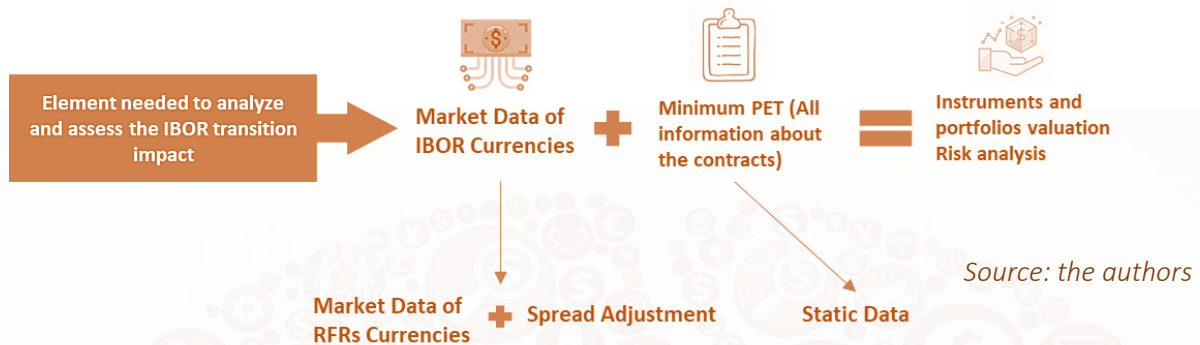 Element needed to analyze
and assess the IBOR transition
impact
Market Data of
IBOR Currencies
Minimum PET (All
information about
the contracts)
Instruments and
portfolios valuation
Risk analysis
Source: the authors
Market Data of
RFRs Currencies
Spread Adjustment
Static Data